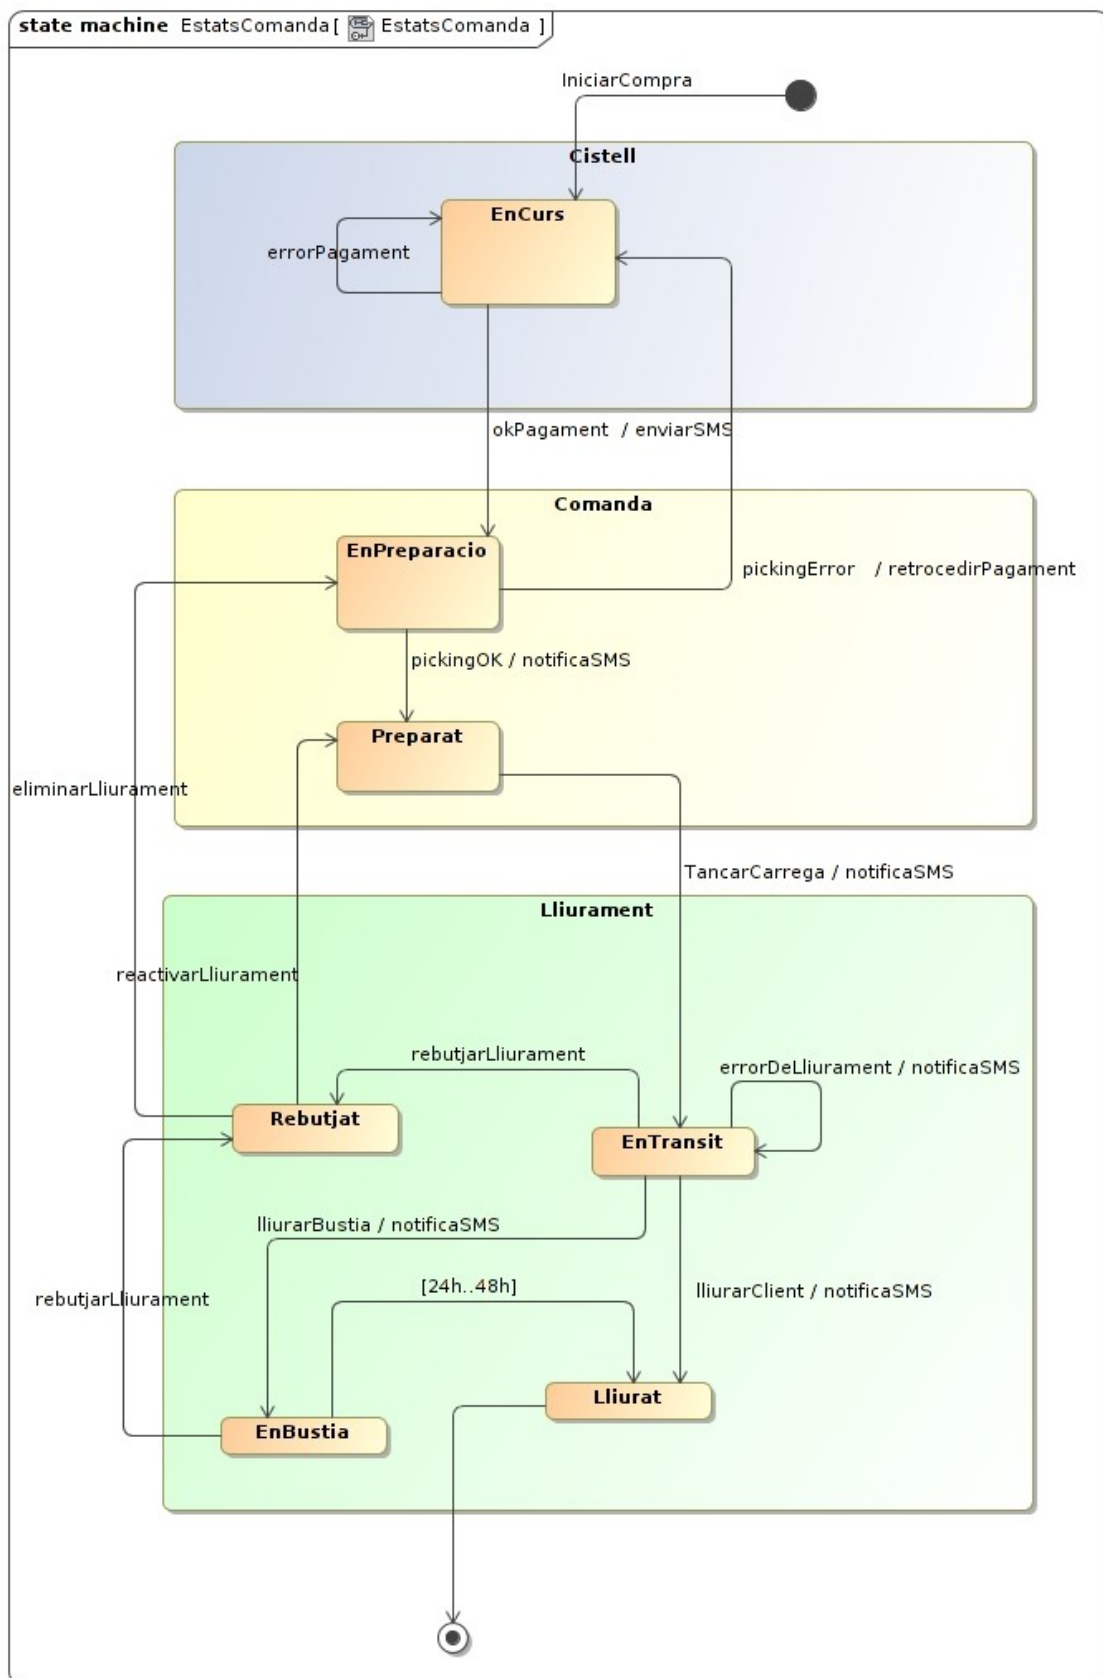 state machine EstatsComanda[ EstatsComanda ]
IniciarCompra
Cistell
EnCurs
errorPagament
okPagament / enviarSMS
Comanda
EnPreparacio
pickingError / retrocedirPagament
pickingOK / notificaSMS
Preparat
eliminarLliurament
TancarCarrega / notificaSMS
Lliurament
reactivarLliurament
rebutjarLliurament
errorDeLliurament / notificaSMS
Rebutjat
EnTransit
lliurarBustia / notificaSMS
[24h..48h]
lliurarClient / notificaSMS
rebutjarLliurament
Lliurat
EnBustia